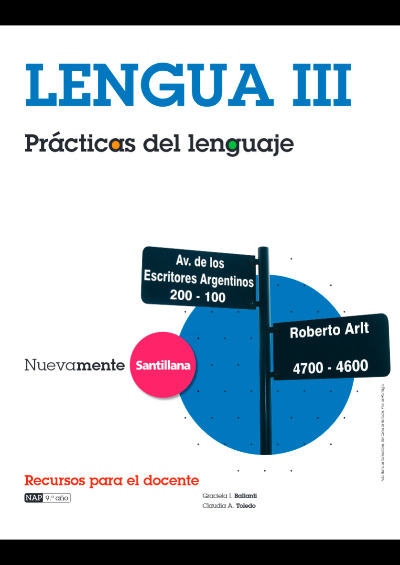 LENGUA III
Prácticas del lenguaje
Av. de los
Escritores Argentinos
200 - 100
Roberto Arlt
4700 - 4600
Nuevamente Santillana
Recursos para el docente
NAP 9.º año
Graciela I. Ballanti
Claudia A. Toledo